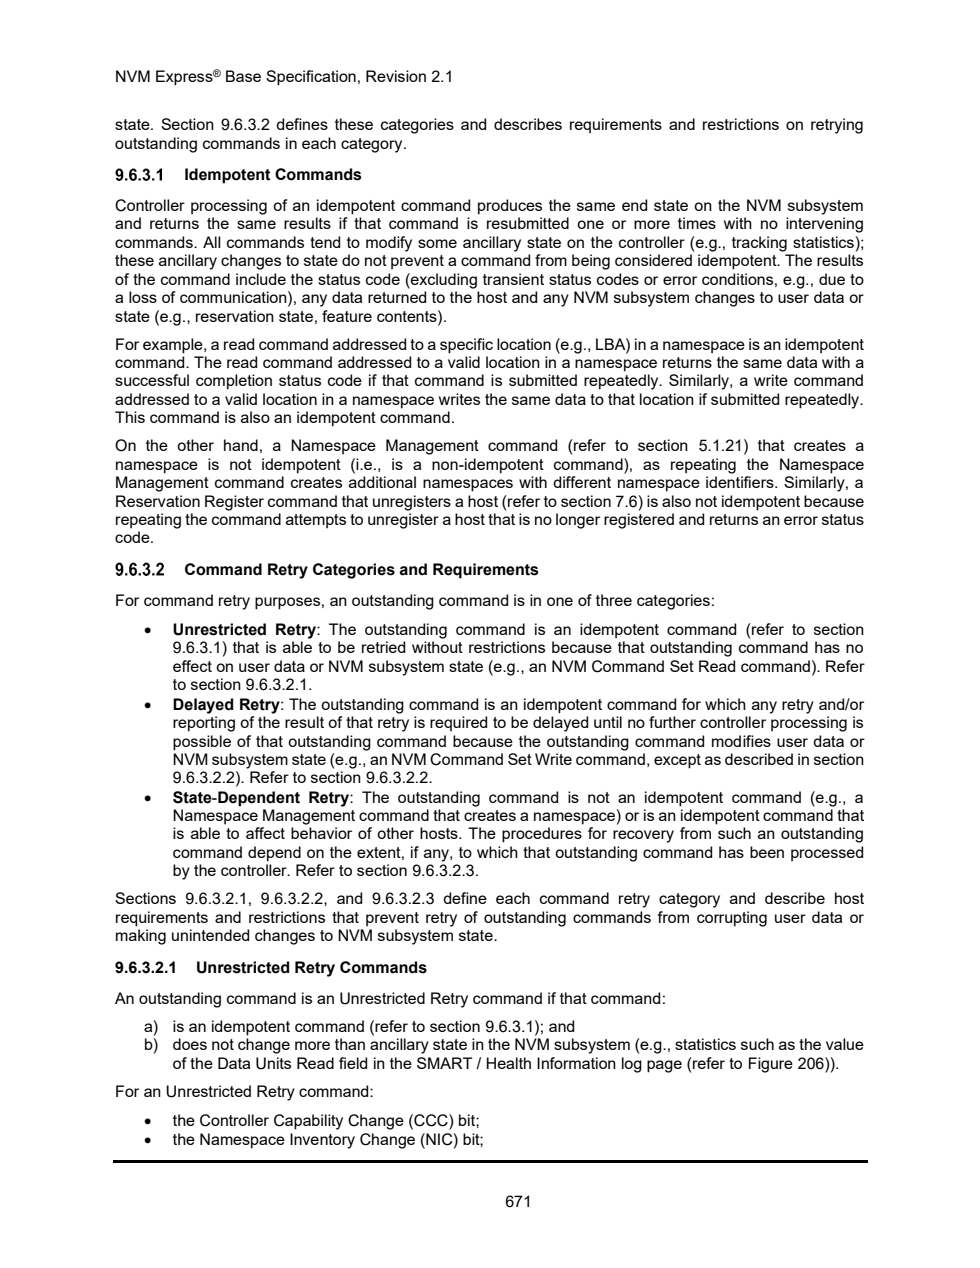 NVM Express® Base Specification, Revision 2.1
state. Section 9.6.3.2 defines these categories and describes requirements and restrictions on retrying
outstanding commands in each category.
9.6.3.1 Idempotent Commands
Controller processing of an idempotent command produces the same end state on the NVM subsystem
and returns the same results if that command is resubmitted one or more times with no intervening
commands. All commands tend to modify some ancillary state on the controller (e.g., tracking statistics);
these ancillary changes to state do not prevent a command from being considered idempotent. The results
of the command include the status code (excluding transient status codes or error conditions, e.g., due to
a loss of communication), any data returned to the host and any NVM subsystem changes to user data or
state (e.g., reservation state, feature contents).
For example, a read command addressed to a specific location (e.g., LBA) in a namespace is an idempotent
command. The read command addressed to a valid location in a namespace returns the same data with a
successful completion status code if that command is submitted repeatedly. Similarly, a write command
addressed to a valid location in a namespace writes the same data to that location if submitted repeatedly.
This command is also an idempotent command.
On the other hand, a Namespace Management command (refer to section 5.1.21) that creates a
namespace is not idempotent (i.e., is a non-idempotent command), as repeating the Namespace
Management command creates additional namespaces with different namespace identifiers. Similarly, a
Reservation Register command that unregisters a host (refer to section 7.6) is also not idempotent because
repeating the command attempts to unregister a host that is no longer registered and returns an error status
code.
9.6.3.2 Command Retry Categories and Requirements
For command retry purposes, an outstanding command is in one of three categories:
• Unrestricted Retry: The outstanding command is an idempotent command (refer to section
9.6.3.1) that is able to be retried without restrictions because that outstanding command has no
effect on user data or NVM subsystem state (e.g., an NVM Command Set Read command). Refer
to section 9.6.3.2.1.
• Delayed Retry: The outstanding command is an idempotent command for which any retry and/or
reporting of the result of that retry is required to be delayed until no further controller processing is
possible of that outstanding command because the outstanding command modifies user data or
NVM subsystem state (e.g., an NVM Command Set Write command, except as described in section
9.6.3.2.2). Refer to section 9.6.3.2.2.
• State-Dependent Retry: The outstanding command is not an idempotent command (e.g., a
Namespace Management command that creates a namespace) or is an idempotent command that
is able to affect behavior of other hosts. The procedures for recovery from such an outstanding
command depend on the extent, if any, to which that outstanding command has been processed
by the controller. Refer to section 9.6.3.2.3.
Sections 9.6.3.2.1, 9.6.3.2.2, and 9.6.3.2.3 define each command retry category and describe host
requirements and restrictions that prevent retry of outstanding commands from corrupting user data or
making unintended changes to NVM subsystem state.
9.6.3.2.1 Unrestricted Retry Commands
An outstanding command is an Unrestricted Retry command if that command:
a) is an idempotent command (refer to section 9.6.3.1); and
b) does not change more than ancillary state in the NVM subsystem (e.g., statistics such as the value
of the Data Units Read field in the SMART / Health Information log page (refer to Figure 206)).
For an Unrestricted Retry command:
• the Controller Capability Change (CCC) bit;
• the Namespace Inventory Change (NIC) bit;
671